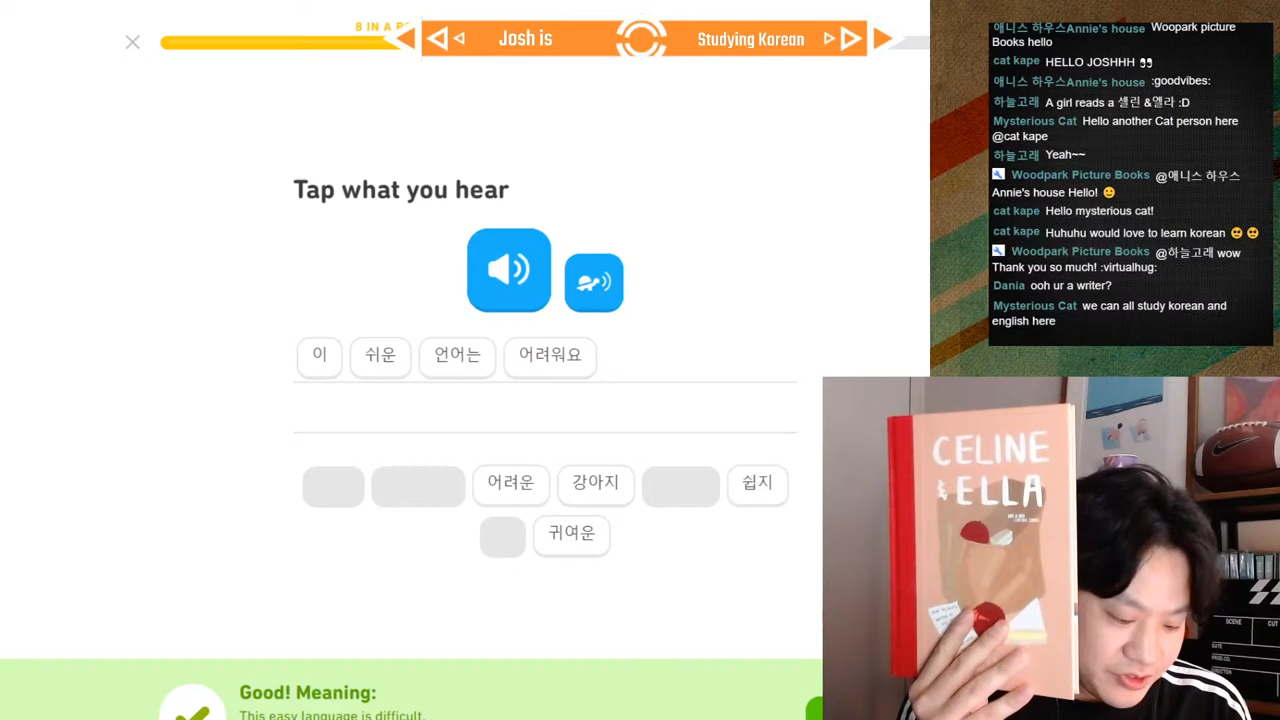 8 IN A R
Josh is
Studying Korean
Tap what you hear
이 쉬운 언어는 어려워요
어려운 강아지 쉽지
귀여운
Good! Meaning:
This easy language is difficult.
애니스 하우스Annie's house Woopark picture
Books hello
cat kape HELLO JOSHHH 👀
애니스 하우스Annie's house :goodvibes:
하늘고래 A girl reads a 셀린 &엘라 :D
Mysterious Cat Hello another Cat person here
@cat kape
하늘고래 Yeah~~
Woodpark Picture Books @애니스 하우스
Annie's house Hello! 🙂
cat kape Hello mysterious cat!
cat kape Huhuhu would love to learn korean 😢 😢
Woodpark Picture Books @하늘고래 wow
Thank you so much! :virtualhug:
Dania ooh ur a writer?
Mysterious Cat we can all study korean and
english here
CELINE
& ELLA
SCENE
CUT
DATE
PROD.CO.
DIRECTOR